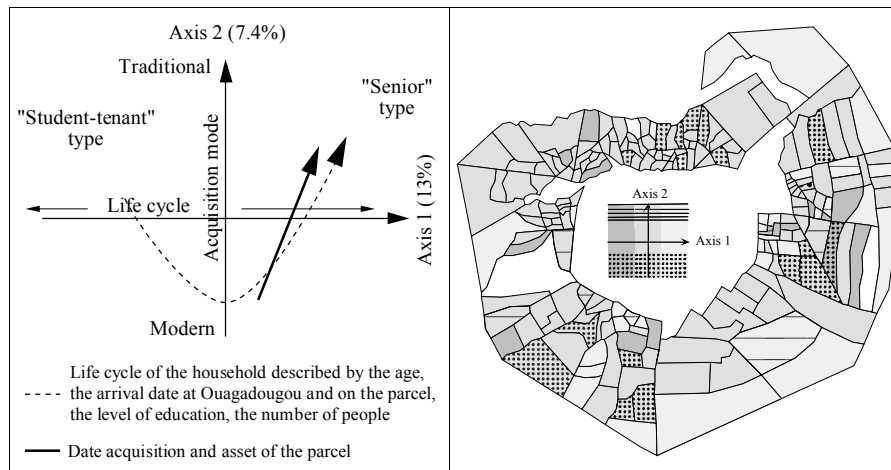 Axis 2 (7.4%)
Traditional
"Student-tenant"
type
"Senior"
type
Acquisition mode
Life cycle
Axis 1 (13%)
Modern
Life cycle of the household described by the age,
the arrival date at Ouagadougou and on the parcel,
the level of education, the number of people
Date acquisition and asset of the parcel
Axis 2
Axis 1